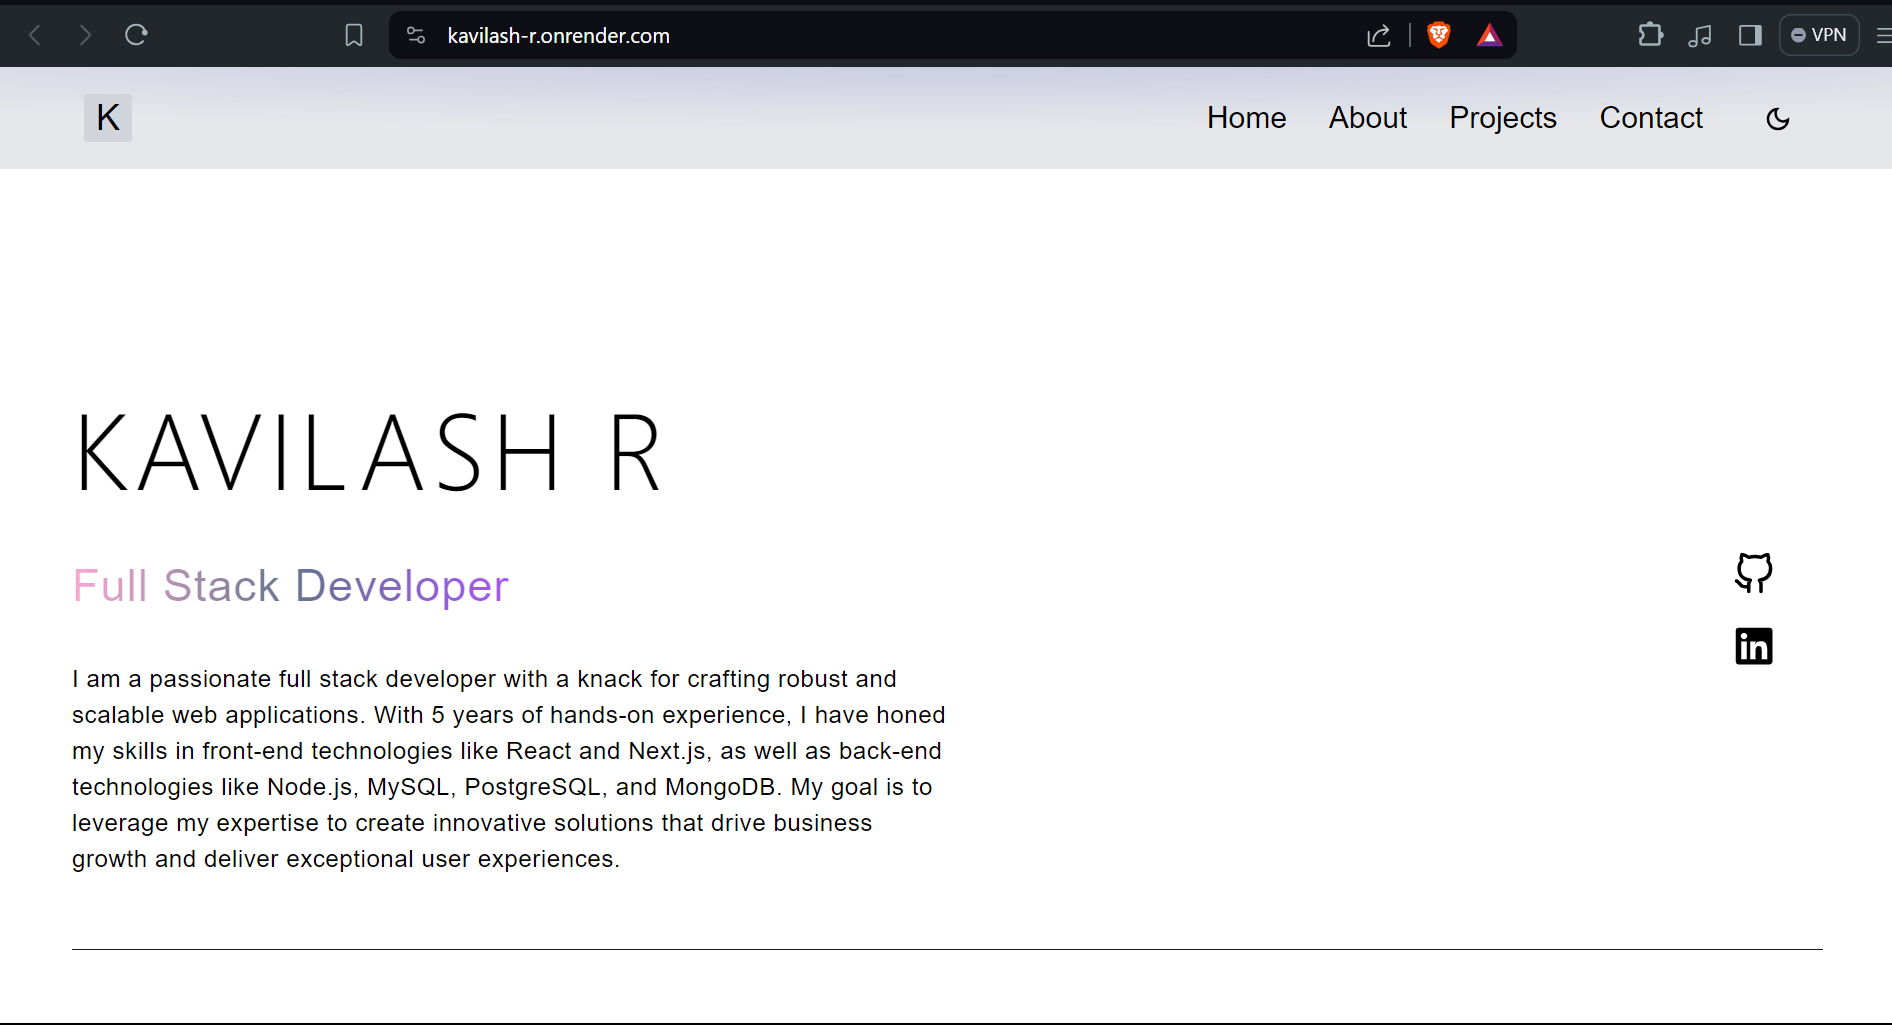 kavilash-r.onrender.com
VPN
K
Home About Projects Contact
KAVILASH R
Full Stack Developer
in
I am a passionate full stack developer with a knack for crafting robust and
scalable web applications. With 5 years of hands-on experience, I have honed
my skills in front-end technologies like React and Next.js, as well as back-end
technologies like Node.js, MySQL, PostgreSQL, and MongoDB. My goal is to
leverage my expertise to create innovative solutions that drive business
growth and deliver exceptional user experiences.